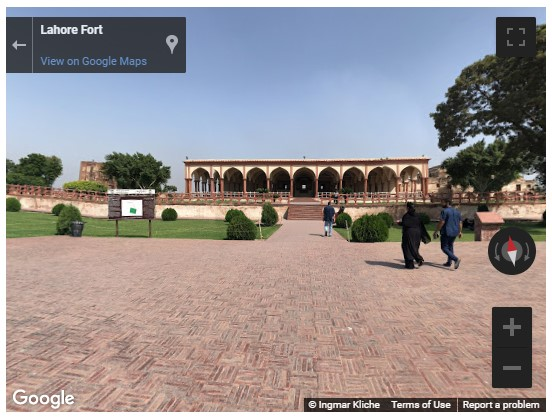 Lahore Fort
View on Google Maps
Google
© Ingmar Kliche Terms of Use Report a problem